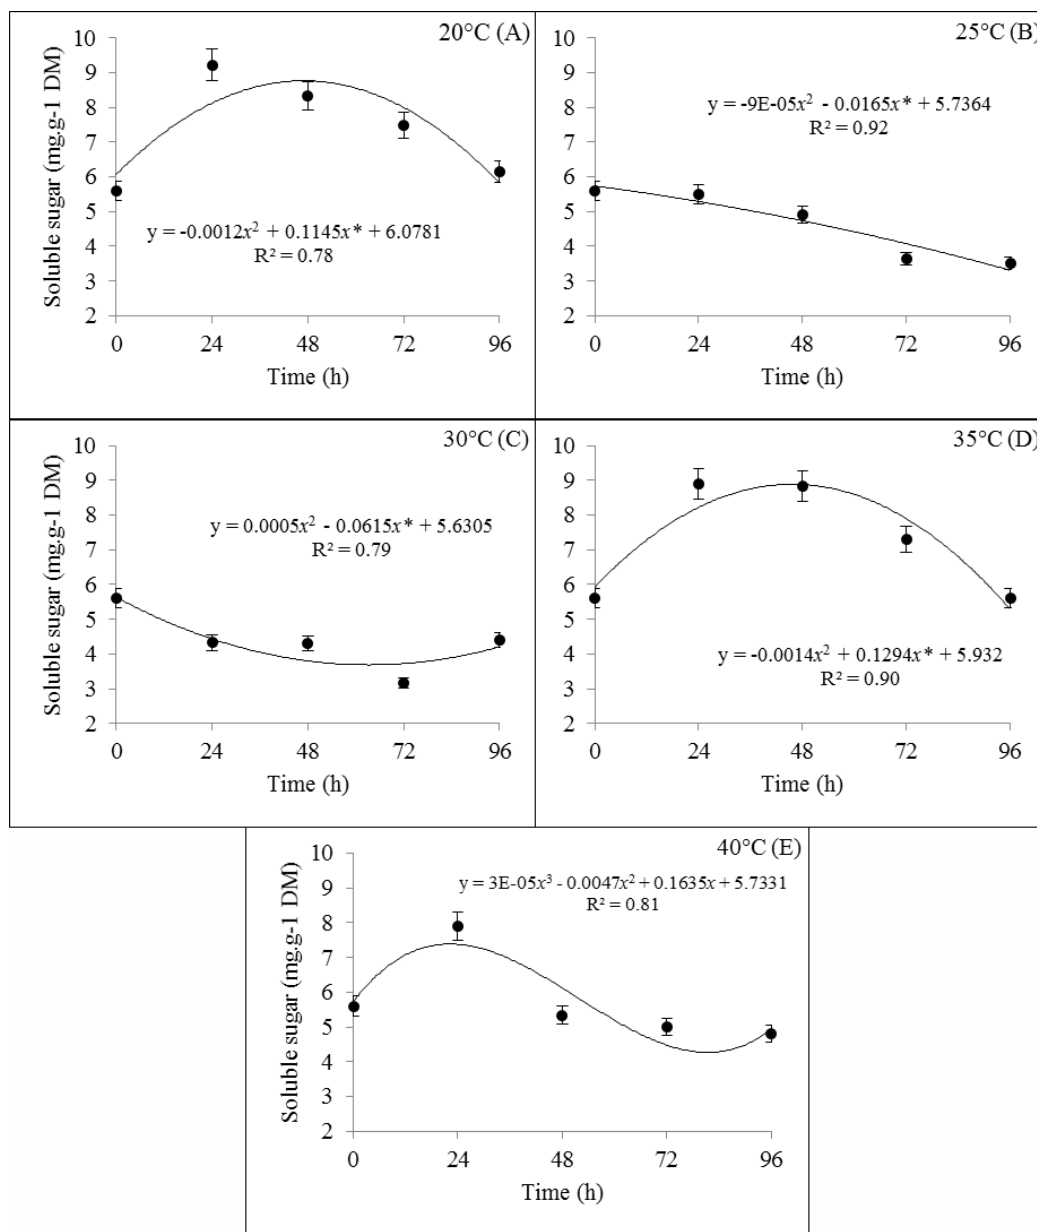 20°C (A)
Soluble sugar (mg.g-1 DM)
10
9
8
7
6
5
4
3
2
y = -0.0012x² + 0.1145x* + 6.0781
R² = 0.78
0 24 48 72 96
Time (h)
25°C (B)
10
9
8
7
6
5
4
3
2
y = -9E-05x² - 0.0165x* + 5.7364
R² = 0.92
0 24 48 72 96
Time (h)
30°C (C)
Soluble sugar (mg.g-1 DM)
10
9
8
7
6
5
4
3
2
y = 0.0005x² - 0.0615x* + 5.6305
R² = 0.79
0 24 48 72 96
Time (h)
35°C (D)
10
9
8
7
6
5
4
3
2
y = -0.0014x² + 0.1294x* + 5.932
R² = 0.90
0 24 48 72 96
Time (h)
40°C (E)
Soluble sugar (mg.g-1 DM)
10
9
8
7
6
5
4
3
2
y = 3E-05x³ - 0.0047x² + 0.1635x + 5.7331
R² = 0.81
0 24 48 72 96
Time (h)